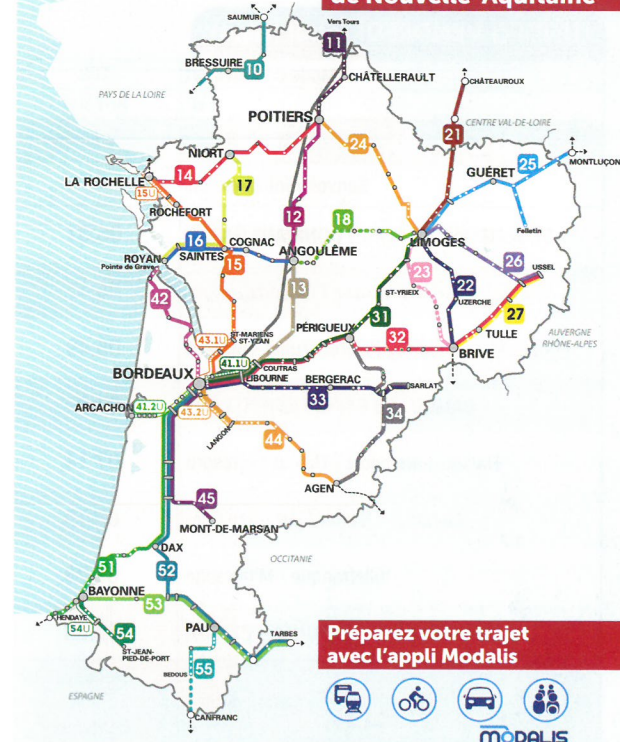 de Nouvelle-Aquitaine
SAUMUR
Vers Tours
11
BRESSUIRE
10
CHÂTELLERAULT
CHÂTEAUROUX
PAYS DE LA LOIRE
POITIERS
CENTRE VAL-DE-LOIRE
21
24
NIORT
GUÉRET
25
MONTLUÇON
14
17
LA ROCHELLE
15U
ROCHEFORT
12
18
Felletin
16
COGNAC
ANGOULÊME
LIMOGES
ROYAN
SAINTES
15
26
Pointe de Grave
23
USSEL
42
13
ST-YRIEIX
22
UZERCHE
27
31
43.1U
ST-MARIENS
ST-YZAN
PÉRIGUEUX
32
TULLE
AUVERGNE
RHÔNE-ALPES
41.1U
COUTRAS
BRIVE
BORDEAUX
LIBOURNE
BERGERAC
SARLAT
33
ARCACHON
41.2U
43.2U
34
LANGON
44
AGEN
45
MONT-DE-MARSAN
DAX
OCCITANIE
51
52
BAYONNE
53
HENDAYE
54U
54
PAU
TARBES
ST-JEAN-
PIED-DE-PORT
55
BEDOUS
ESPAGNE
CANFRANC
Préparez votre trajet
avec l'appli Modalis
MODALIS